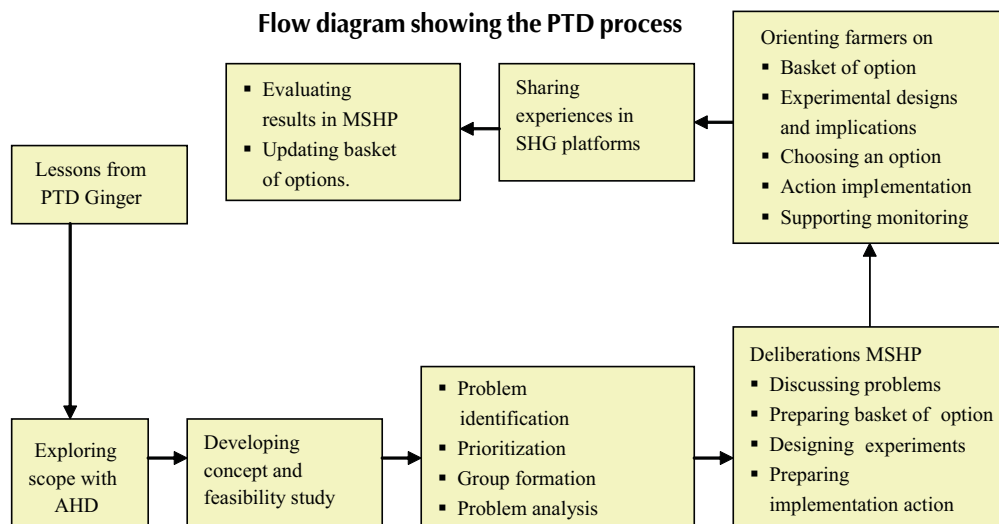 Flow diagram showing the PTD process
Lessons from
PTD Ginger
Exploring
scope with
AHD
Developing
concept and
feasibility study
▪ Problem
identification
▪ Prioritization
▪ Group formation
▪ Problem analysis
Deliberations MSHP
▪ Discussing problems
▪ Preparing basket of option
▪ Designing experiments
▪ Preparing
implementation action
Orienting farmers on
▪ Basket of option
▪ Experimental designs
and implications
▪ Choosing an option
▪ Action implementation
▪ Supporting monitoring
Sharing
experiences in
SHG platforms
▪ Evaluating
results in MSHP
▪ Updating basket
of options.